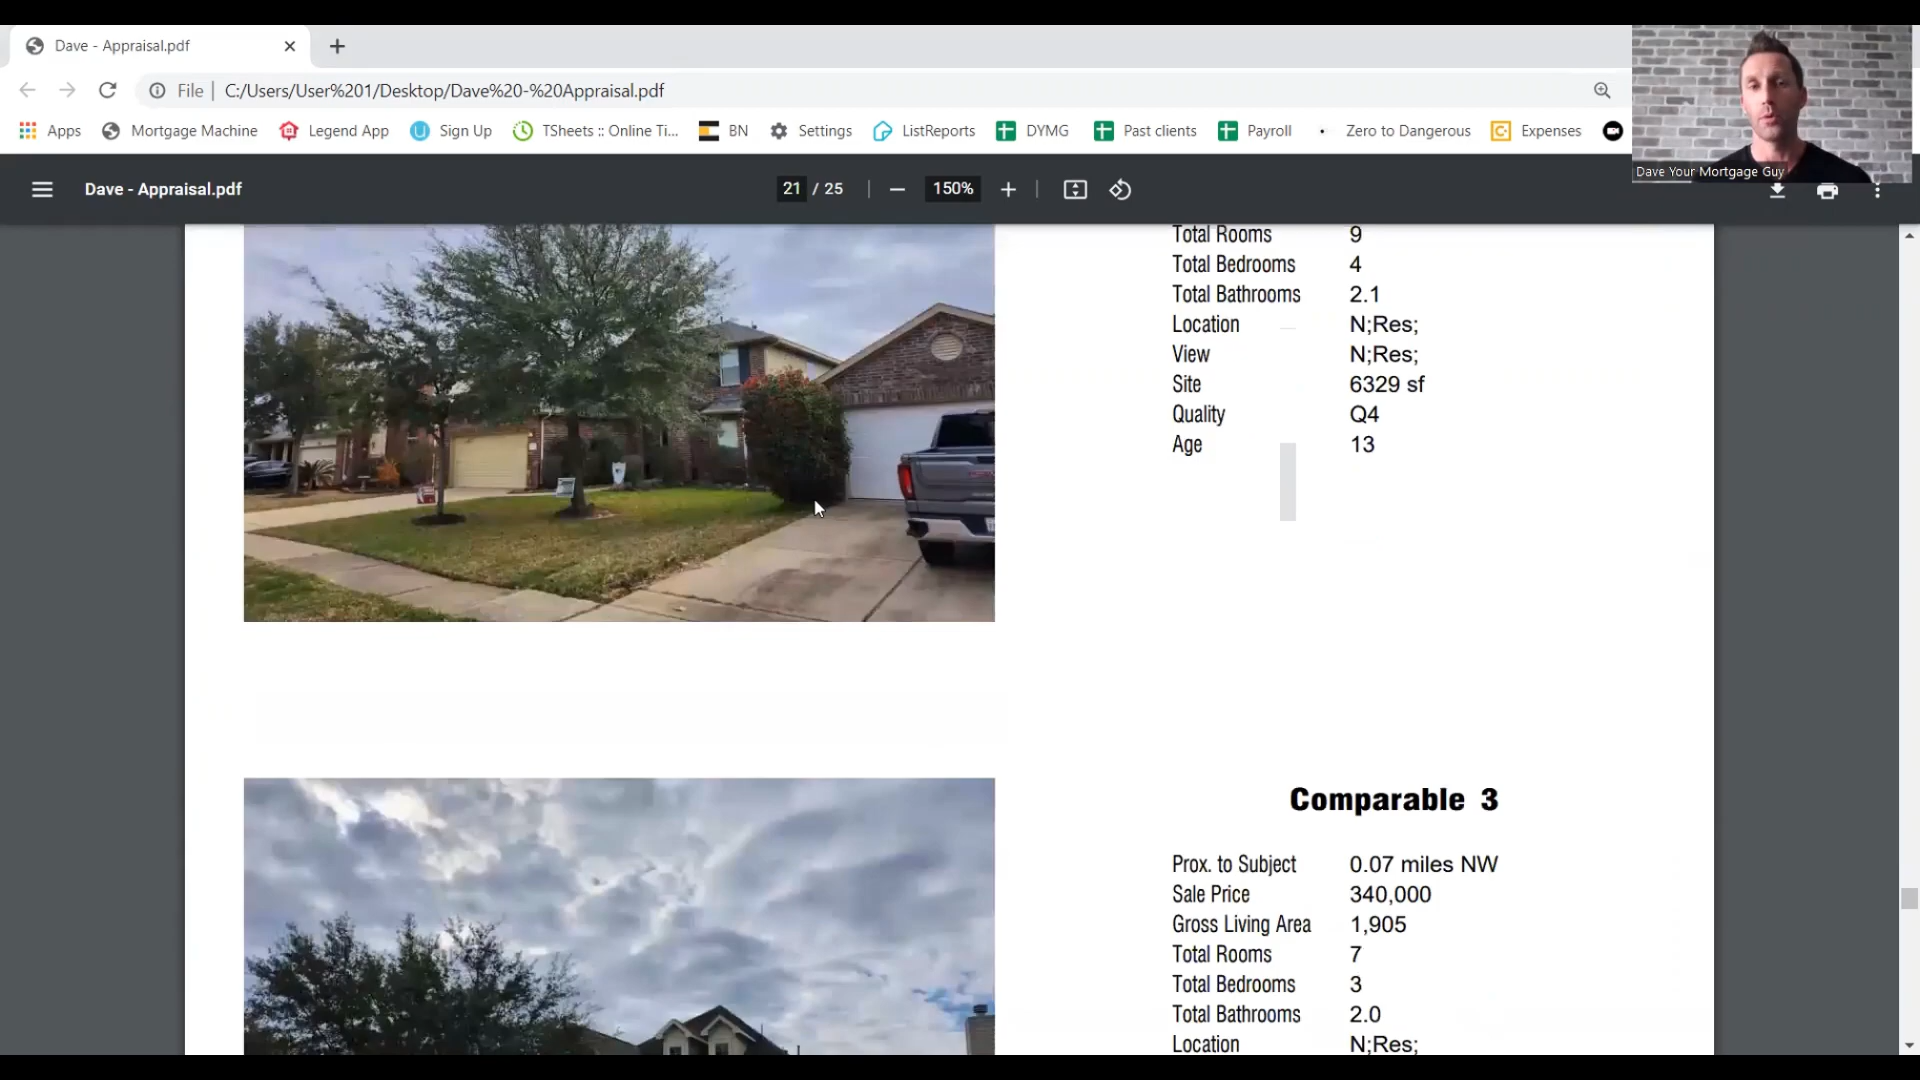 Dave - Appraisal.pdf
File C:/Users/User%201/Desktop/Dave%20-%20Appraisal.pdf
Apps Mortgage Machine Legend App Sign Up TSheets :: Online Ti... BN Settings ListReports DYMG Past clients Payroll Zero to Dangerous Expenses
Dave Your Mortgage Guy
Dave - Appraisal.pdf 21 / 25 150%
Total Rooms 9
Total Bedrooms 4
Total Bathrooms 2.1
Location N;Res;
View N;Res;
Site 6329 sf
Quality Q4
Age 13
Comparable 3
Prox. to Subject 0.07 miles NW
Sale Price 340,000
Gross Living Area 1,905
Total Rooms 7
Total Bedrooms 3
Total Bathrooms 2.0
Location N;Res;